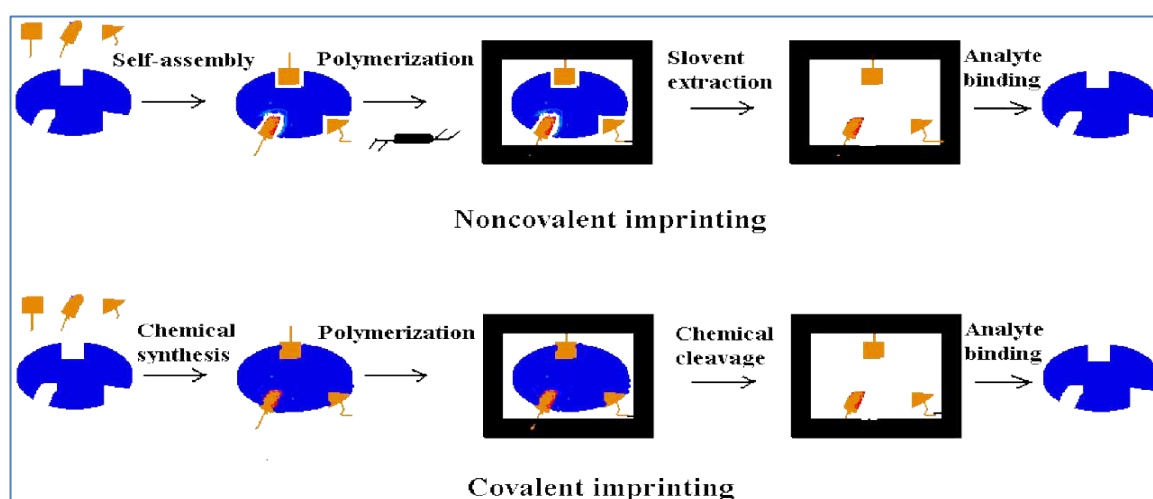 Self-assembly
Polymerization
Slovent
extraction
Analyte
binding
Noncovalent imprinting
Chemical
synthesis
Polymerization
Chemical
cleavage
Analyte
binding
Covalent imprinting